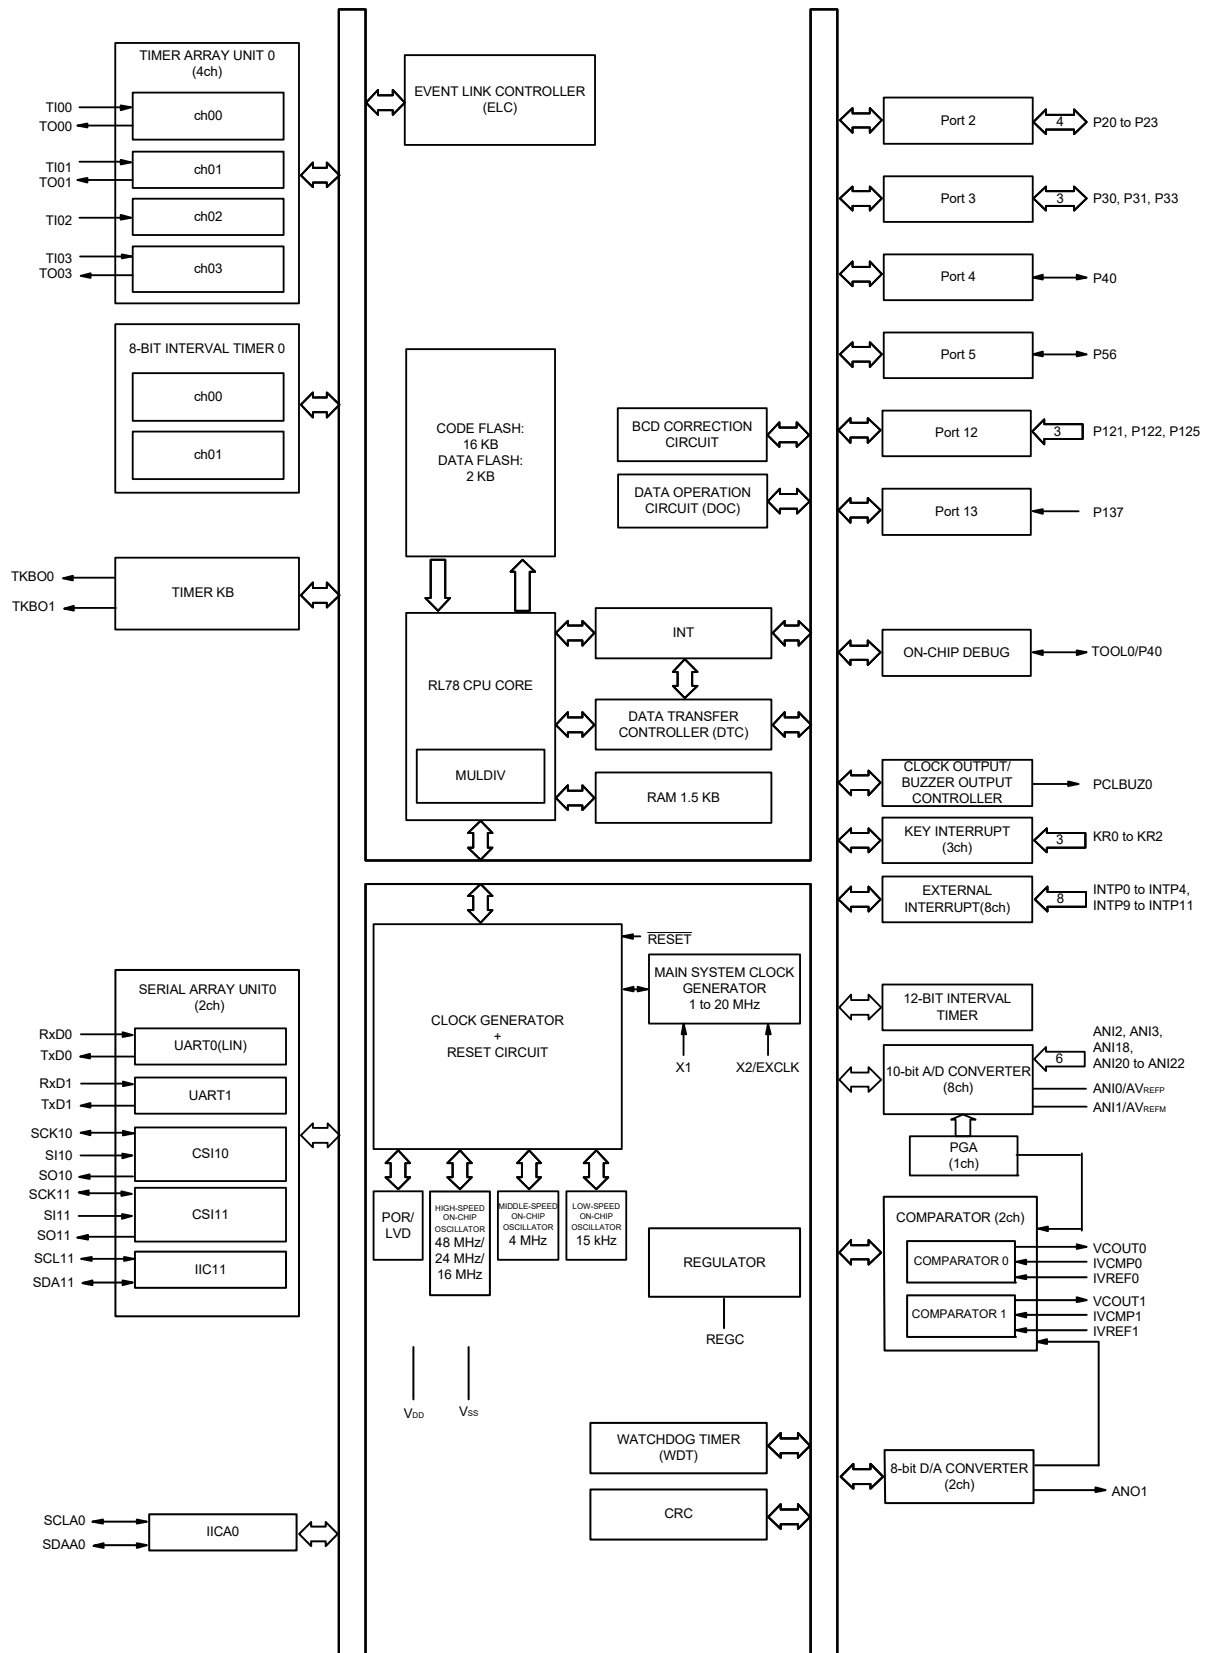 TIMER ARRAY UNIT 0
(4ch)
TI00
TO00
ch00
TI01
TO01
ch01
TI02
ch02
TI03
TO03
ch03
8-BIT INTERVAL TIMER 0
ch00
ch01
TKBO0
TKBO1
TIMER KB
SERIAL ARRAY UNIT0
(2ch)
RxD0
TxD0
UART0(LIN)
RxD1
TxD1
UART1
SCK10
SI10
SO10
CSI10
SCK11
SI11
SO11
CSI11
SCL11
SDA11
IIC11
SCLA0
SDAA0
IICA0
EVENT LINK CONTROLLER
(ELC)
CODE FLASH:
16 KB
DATA FLASH:
2 KB
BCD CORRECTION
CIRCUIT
DATA OPERATION
CIRCUIT (DOC)
RL78 CPU CORE
MULDIV
INT
DATA TRANSFER
CONTROLLER (DTC)
RAM 1.5 KB
CLOCK GENERATOR
+
RESET CIRCUIT
RESET
MAIN SYSTEM CLOCK
GENERATOR
1 to 20 MHz
X1
X2/EXCLK
POR/
LVD
HIGH-SPEED
ON-CHIP
OSCILLATOR
48 MHz/
24 MHz/
16 MHz
MIDDLE-SPEED
ON-CHIP
OSCILLATOR
4 MHz
LOW-SPEED
ON-CHIP
OSCILLATOR
15 kHz
REGULATOR
REGC
VDD
VSS
WATCHDOG TIMER
(WDT)
CRC
Port 2
4
P20 to P23
Port 3
3
P30, P31, P33
Port 4
P40
Port 5
P56
Port 12
3
P121, P122, P125
Port 13
P137
ON-CHIP DEBUG
TOOL0/P40
CLOCK OUTPUT/
BUZZER OUTPUT
CONTROLLER
PCLBUZ0
KEY INTERRUPT
(3ch)
3
KR0 to KR2
EXTERNAL
INTERRUPT(8ch)
8
INTP0 to INTP4,
INTP9 to INTP11
12-BIT INTERVAL
TIMER
10-bit A/D CONVERTER
(8ch)
6
ANI2, ANI3,
ANI18,
ANI20 to ANI22
ANI0/AVREFP
ANI1/AVREFM
PGA
(1ch)
COMPARATOR (2ch)
COMPARATOR 0
VCOUT0
IVCMP0
IVREF0
COMPARATOR 1
VCOUT1
IVCMP1
IVREF1
8-bit D/A CONVERTER
(2ch)
ANO1